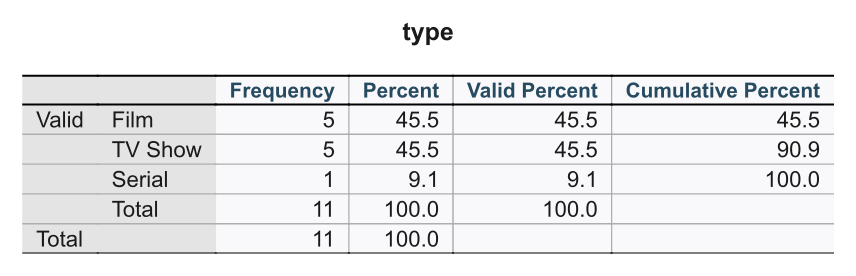 type
Frequency Percent Valid Percent Cumulative Percent
Valid Film 5 45.5 45.5 45.5
TV Show 5 45.5 45.5 90.9
Serial 1 9.1 9.1 100.0
Total 11 100.0 100.0
Total 11 100.0